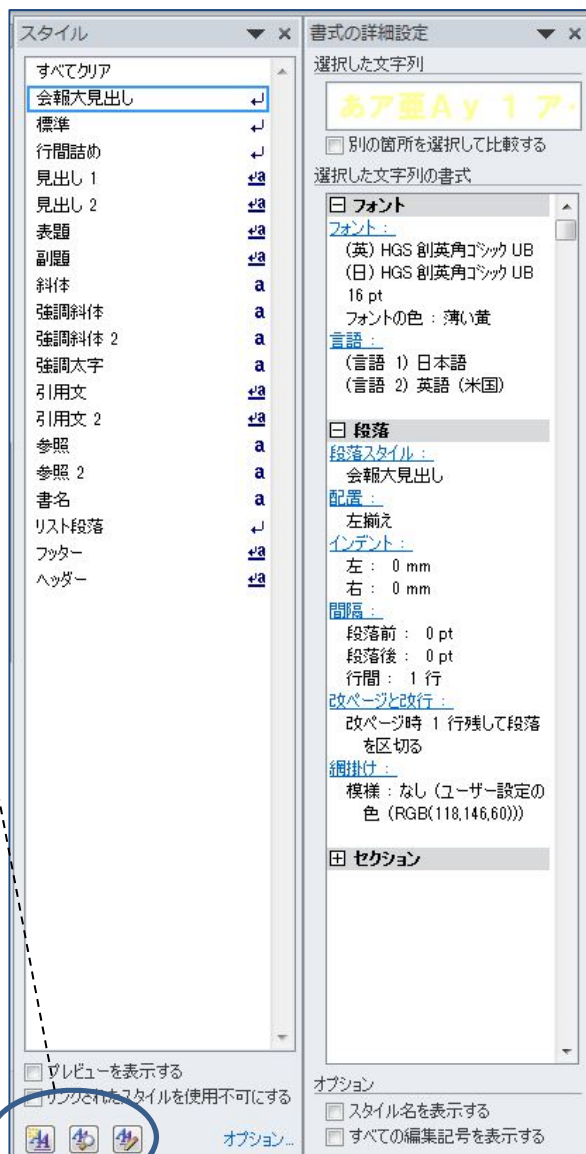 スタイル
すべてクリア
会報大見出し
標準
行間詰め
見出し 1
見出し 2
表題
副題
斜体
強調斜体
強調斜体 2
強調太字
引用文
引用文 2
参照
参照 2
書名
リスト段落
フッター
ヘッダー
プレビューを表示する
リンクされたスタイルを使用不可にする
オプション...
書式の詳細設定
選択した文字列
あア亜Ay1ア・
別の箇所を選択して比較する
選択した文字列の書式
フォント
フォント :
(英) HGS 創英角ゴシック UB
(日) HGS 創英角ゴシック UB
16 pt
フォントの色 : 薄い黄
言語 :
(言語 1) 日本語
(言語 2) 英語 (米国)
段落
段落スタイル :
会報大見出し
配置 :
左揃え
インデント :
左 : 0 mm
右 : 0 mm
間隔 :
段落前 : 0 pt
段落後 : 0 pt
行間 : 1 行
改ページと改行 :
改ページ時 1 行残して段落
を区切る
網掛け :
模様 : なし (ユーザー設定の
色 (RGB(118,146,60)))
セクション
オプション
スタイル名を表示する
すべての編集記号を表示する